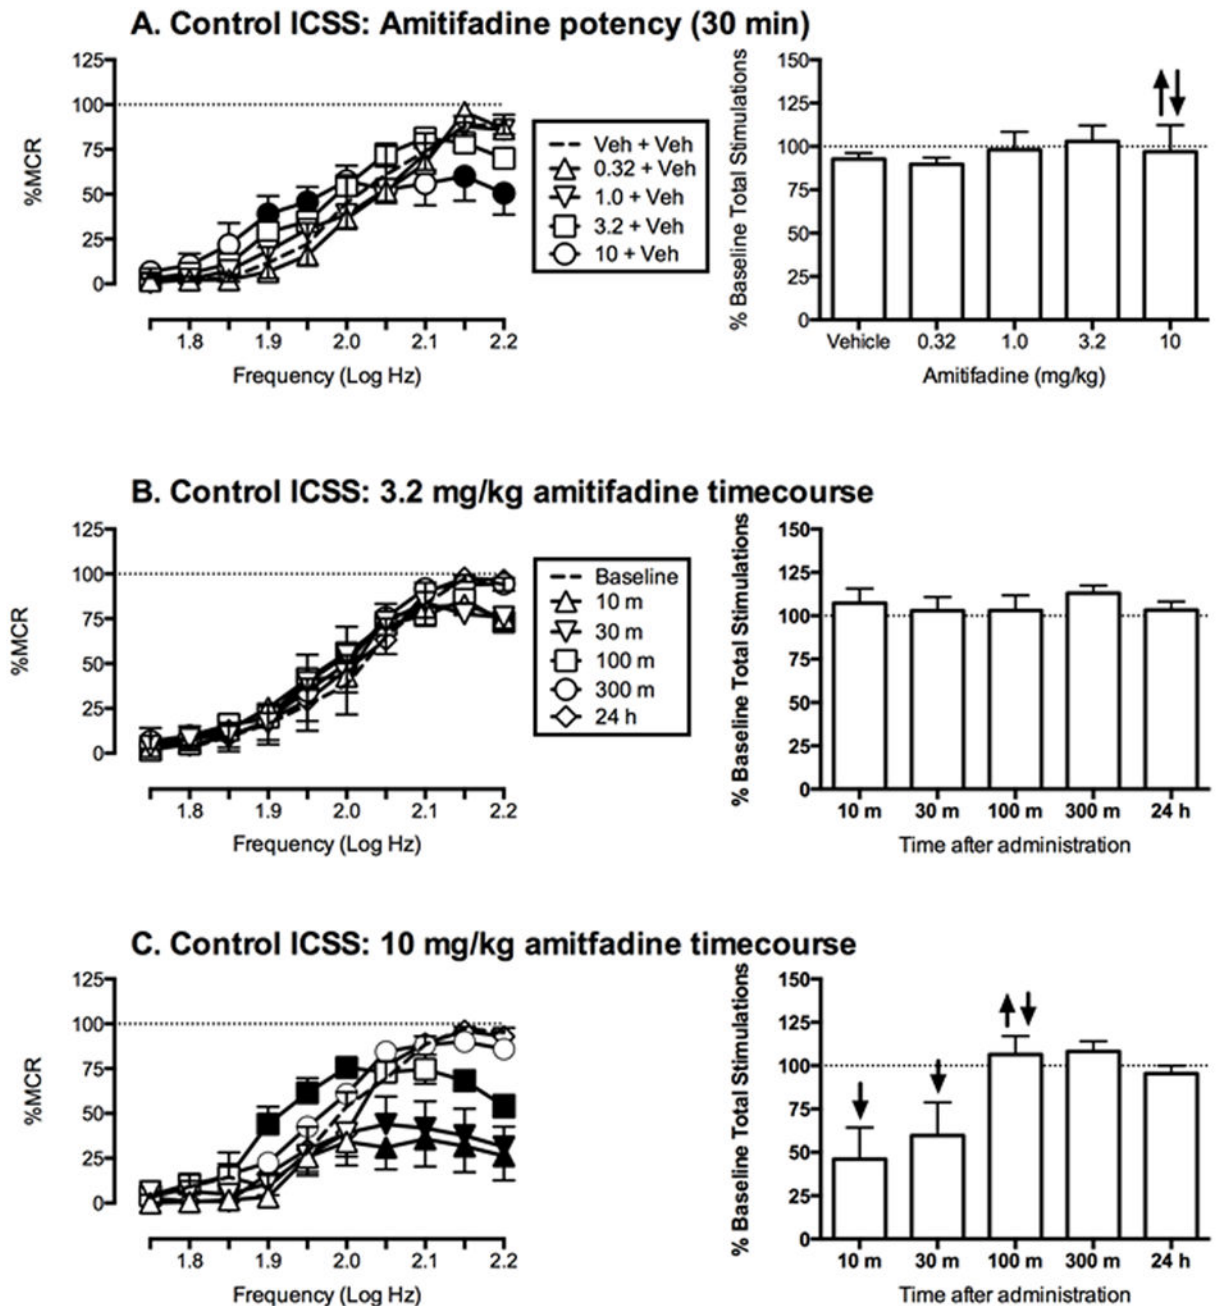 A. Control ICSS: Amitifadine potency (30 min)
125
100
75
50
25
0
%MCR
1.8 1.9 2.0 2.1 2.2
Frequency (Log Hz)
Veh + Veh
0.32 + Veh
1.0 + Veh
3.2 + Veh
10 + Veh
% Baseline Total Stimulations
150
125
100
75
50
25
0
Vehicle 0.32 1.0 3.2 10
Amitifadine (mg/kg)
B. Control ICSS: 3.2 mg/kg amitifadine timecourse
125
100
75
50
25
0
%MCR
1.8 1.9 2.0 2.1 2.2
Frequency (Log Hz)
Baseline
10 m
30 m
100 m
300 m
24 h
% Baseline Total Stimulations
150
125
100
75
50
25
0
10 m 30 m 100 m 300 m 24 h
Time after administration
C. Control ICSS: 10 mg/kg amitfadine timecourse
125
100
75
50
25
0
%MCR
1.8 1.9 2.0 2.1 2.2
Frequency (Log Hz)
% Baseline Total Stimulations
150
125
100
75
50
25
0
10 m 30 m 100 m 300 m 24 h
Time after administration